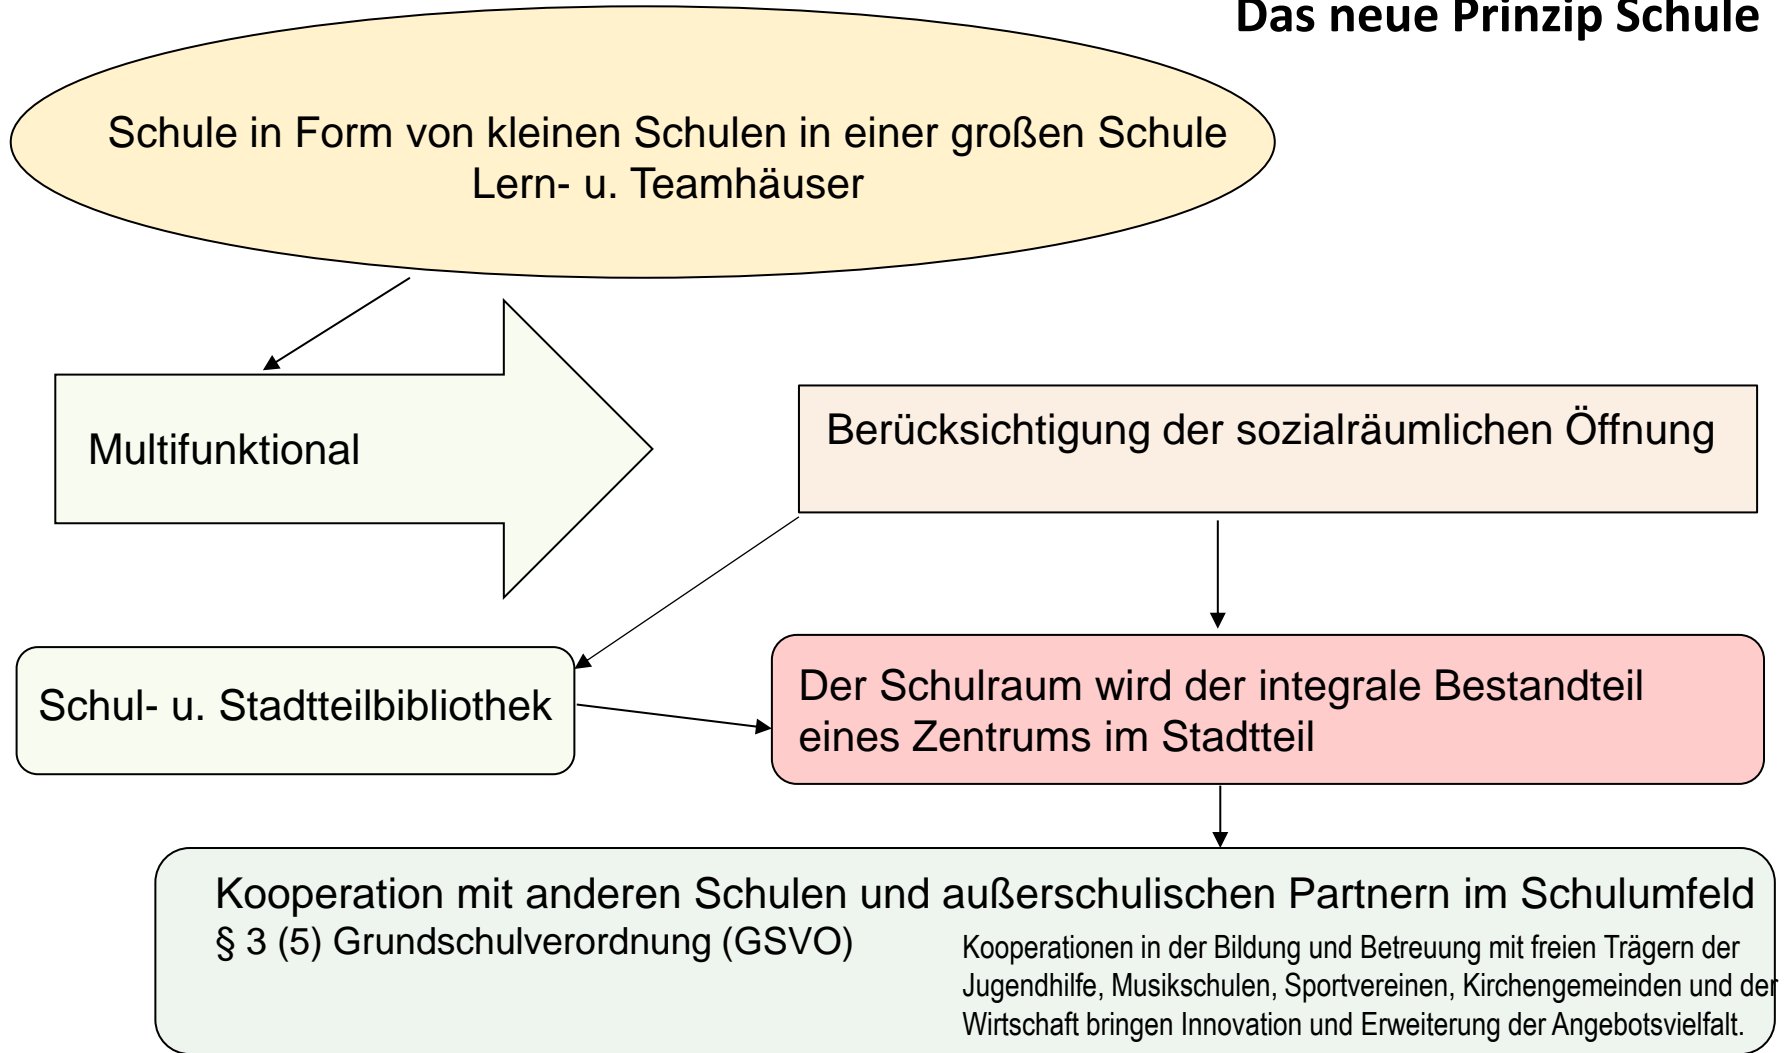 Das neue Prinzip Schule
Schule in Form von kleinen Schulen in einer großen Schule
Lern- u. Teamhäuser
Multifunktional
Berücksichtigung der sozialräumlichen Öffnung
Schul- u. Stadtteilbibliothek
Der Schulraum wird der integrale Bestandteil
eines Zentrums im Stadtteil
Kooperation mit anderen Schulen und außerschulischen Partnern im Schulumfeld
§ 3 (5) Grundschulverordnung (GSVO)
Kooperationen in der Bildung und Betreuung mit freien Trägern der
Jugendhilfe, Musikschulen, Sportvereinen, Kirchengemeinden und der
Wirtschaft bringen Innovation und Erweiterung der Angebotsvielfalt.